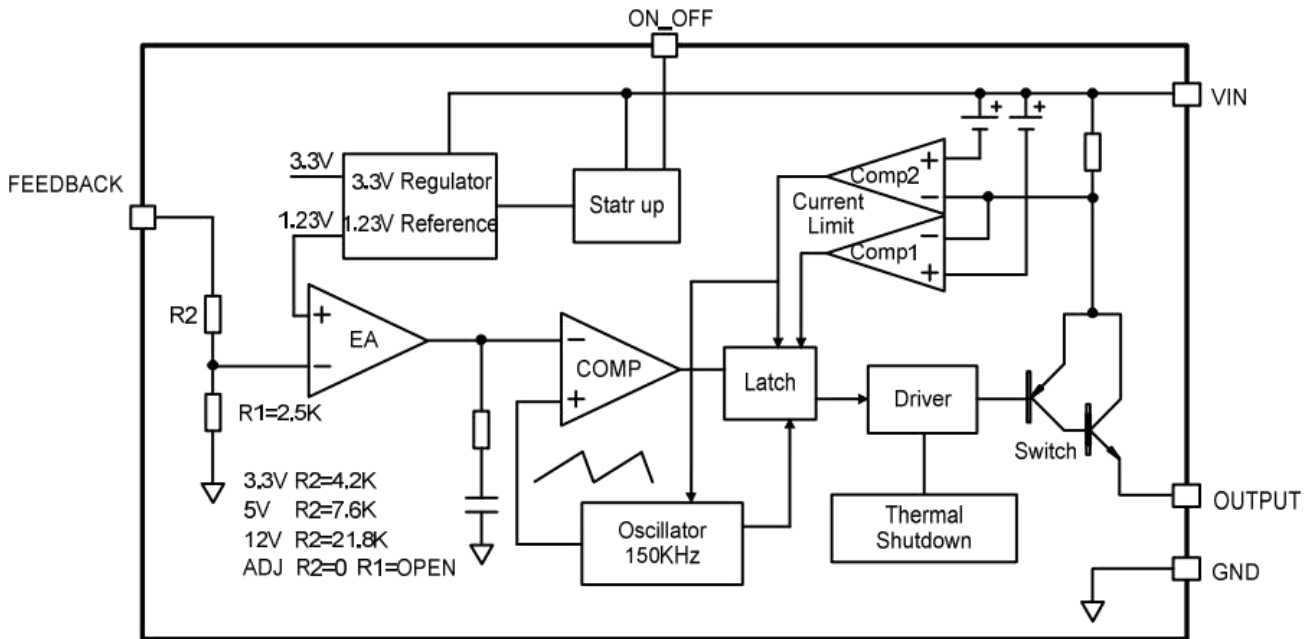 ON_OFF
VIN
FEEDBACK
3.3V
3.3V Regulator
1.23V
1.23V Reference
Statr up
+
+
+
Comp2
−
Current
Limit
−
Comp1
+
R2
+
EA
−
R1=2.5K
−
COMP
+
Latch
Driver
Switch
3.3V R2=4.2K
5V R2=7.6K
12V R2=21.8K
ADJ R2=0 R1=OPEN
Oscillator
150KHz
Thermal
Shutdown
OUTPUT
GND